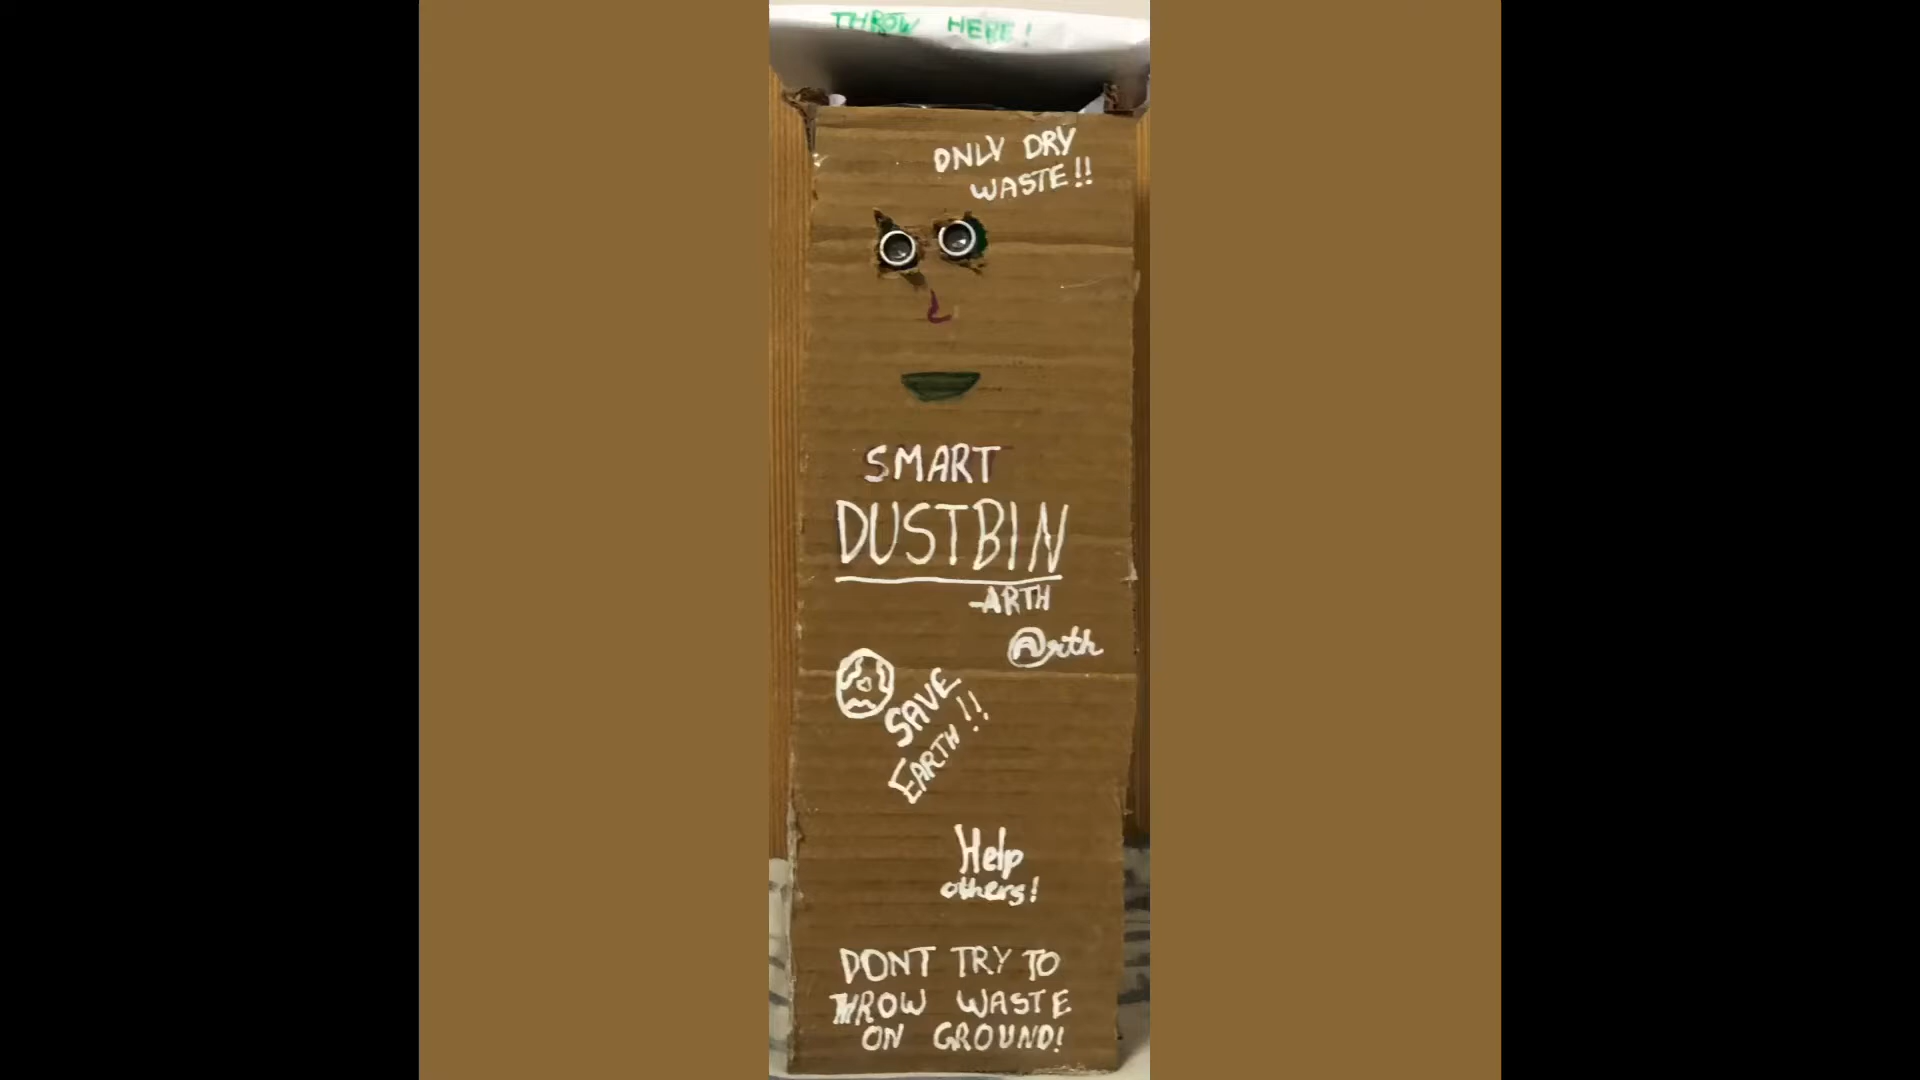 THROW HERE!
ONLY DRY
WASTE!!
SMART
DUSTBIN
-ARTH
@rth
SAVE
EARTH!!
Help
others!
DONT TRY TO
THROW WASTE
ON GROUND!